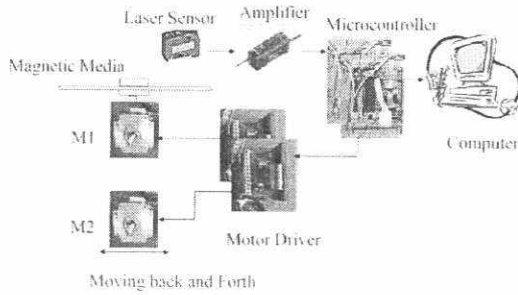 Laser Sensor
Amplifier
Microcontroller
Magnetic Media
M1
Computer
M2
Motor Driver
Moving back and Forth